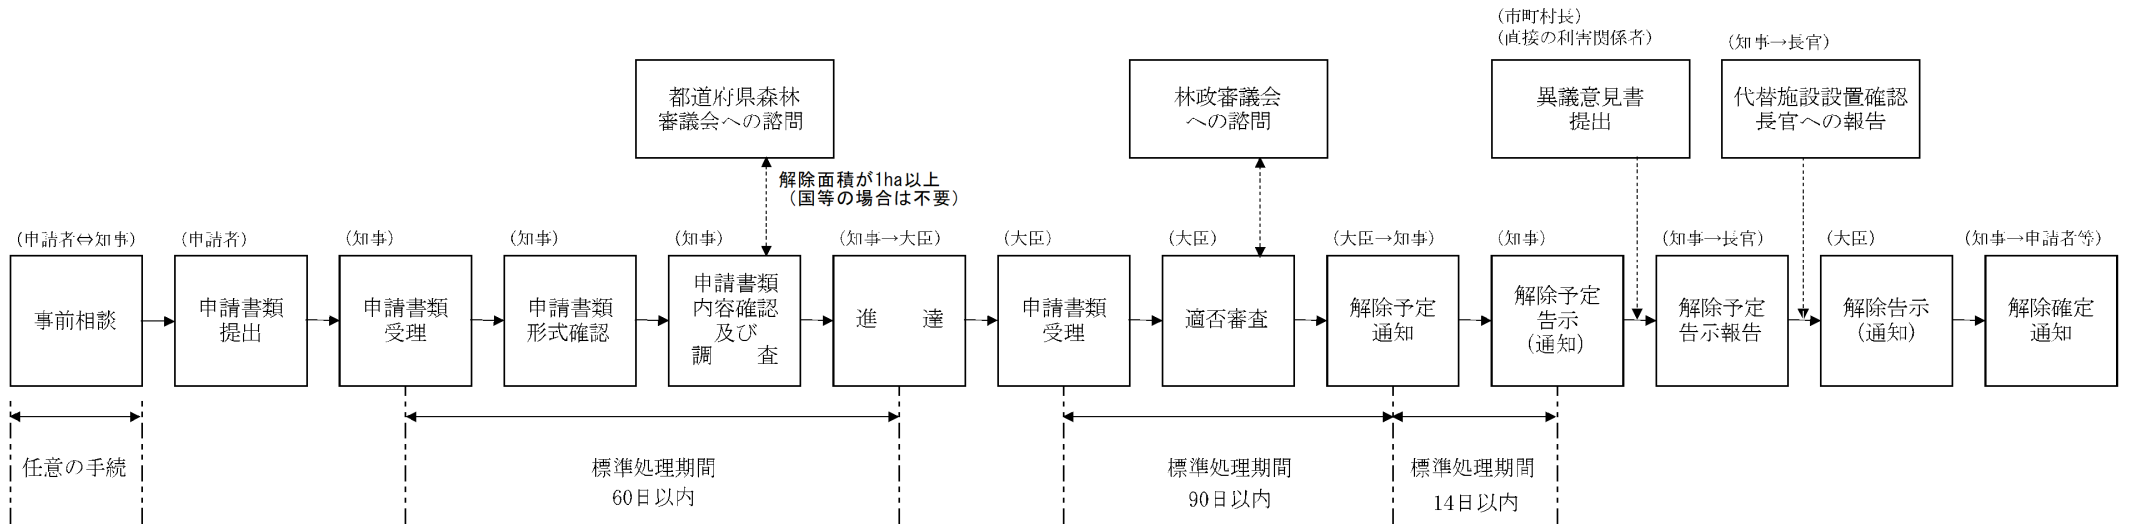 (市町村長)
(直接の利害関係者)
(知事→長官)
都道府県森林
審議会への諮問
林政審議会
への諮問
異議意見書
提出
代替施設設置確認
長官への報告
解除面積が1ha以上
(国等の場合は不要)
(申請者⇔知事)
(申請者)
(知事)
(知事)
(知事)
(知事→大臣)
(大臣)
(大臣)
(大臣→知事)
(知事)
(知事→長官)
(大臣)
(知事→申請者等)
事前相談
申請書類
提出
申請書類
受理
申請書類
形式確認
申請書類
内容確認
及び
調　査
進　達
申請書類
受理
適否審査
解除予定
通知
解除予定
告示
(通知)
解除予定
告示報告
解除告示
(通知)
解除確定
通知
任意の手続
標準処理期間
60日以内
標準処理期間
90日以内
標準処理期間
14日以内